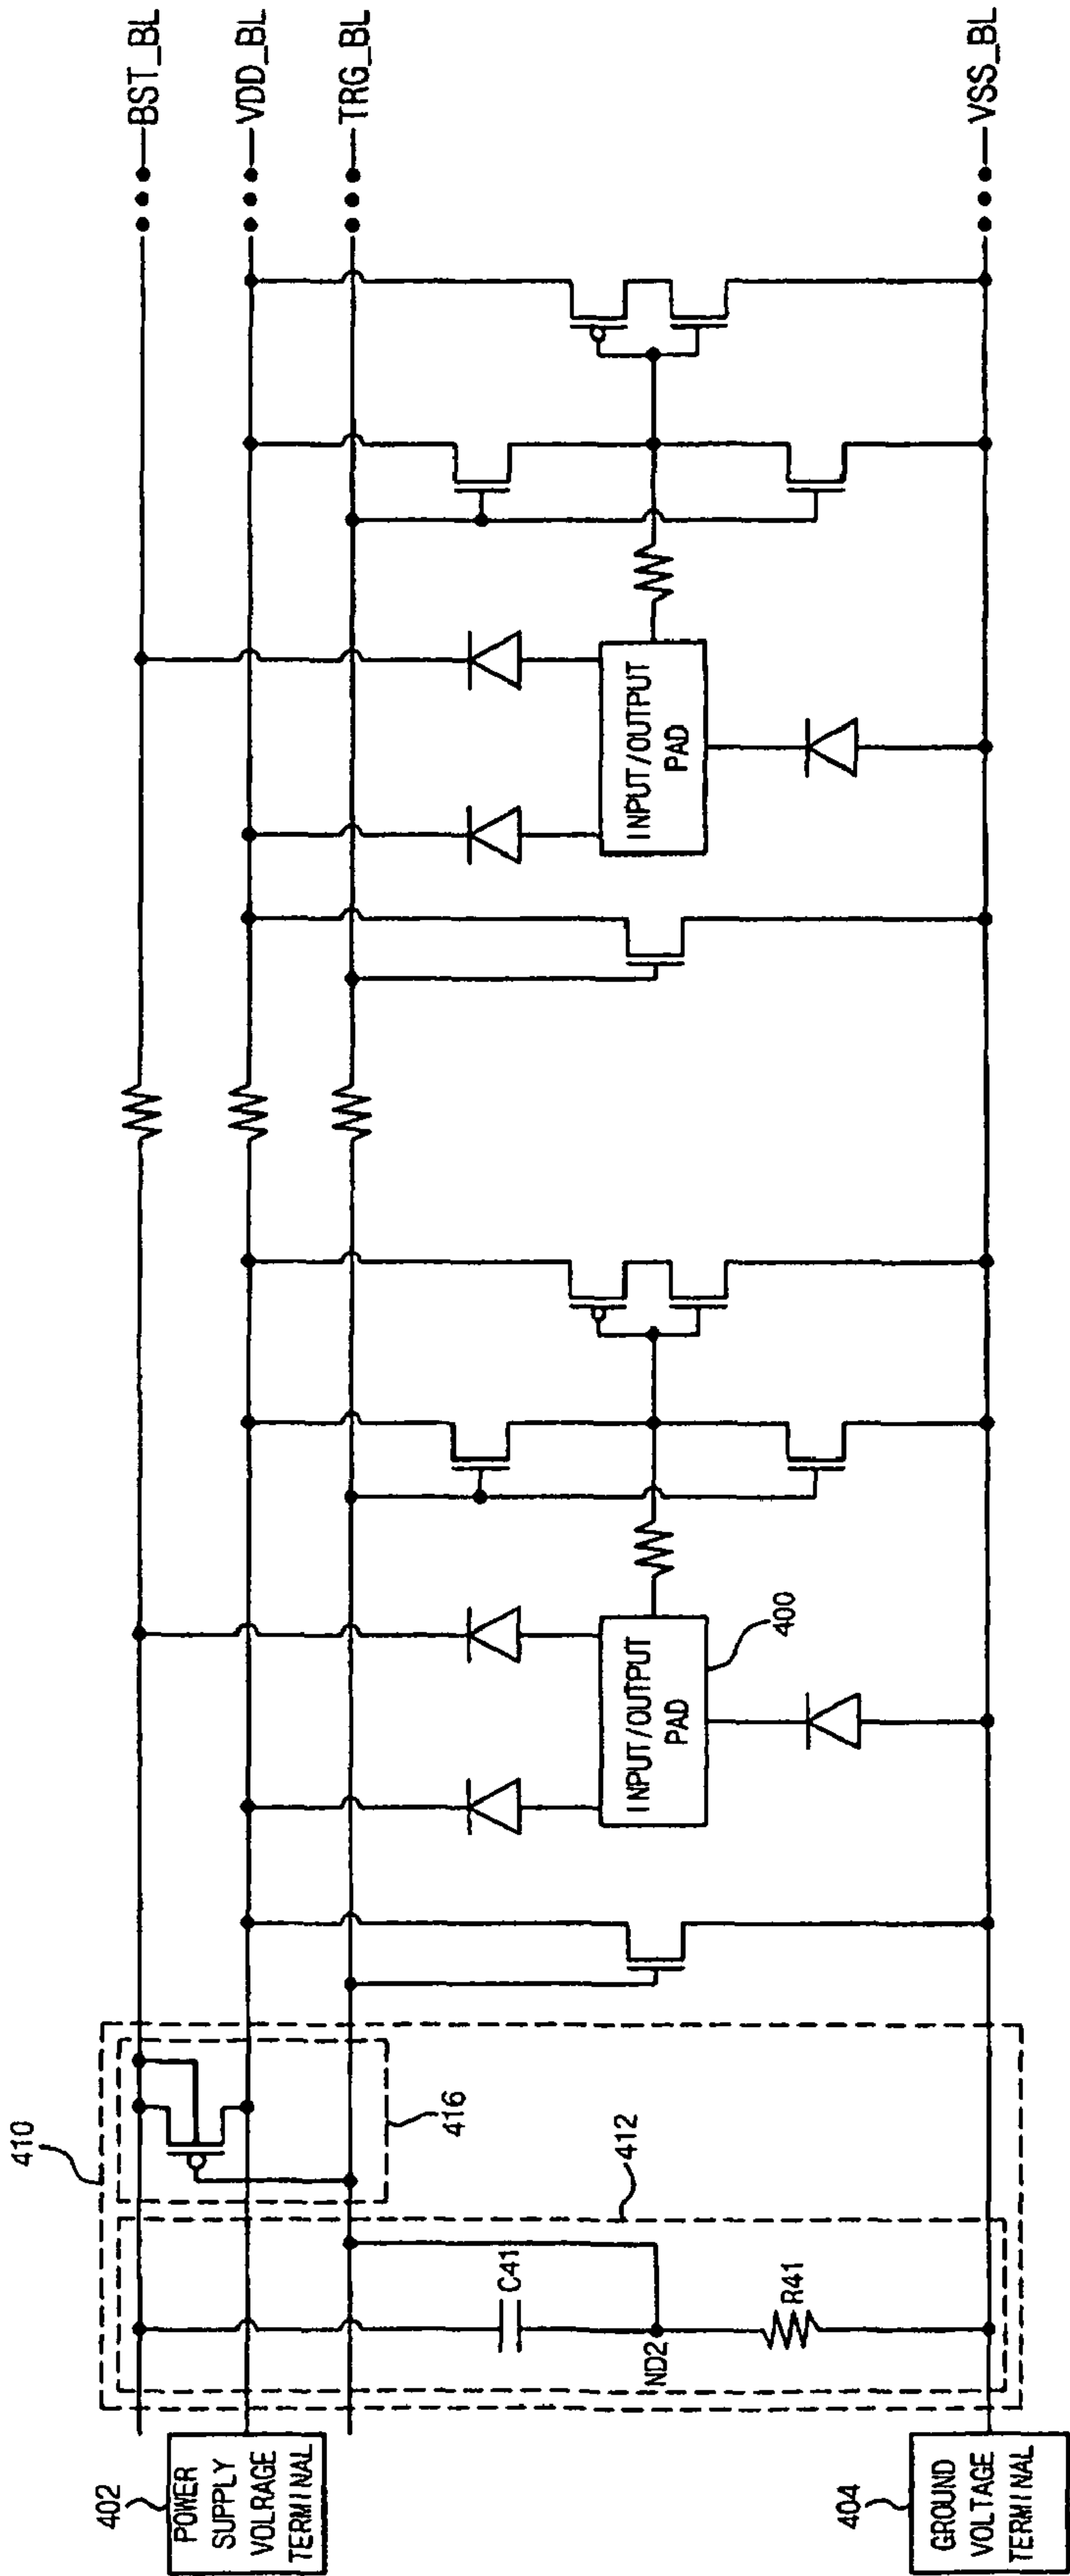 BST_BL
VDD_BL
TRG_BL
VSS_BL
INPUT/OUTPUT
PAD
INPUT/OUTPUT
PAD
400
410
416
412
C41
ND2
R41
402
POWER
SUPPLY
VOLRAGE
TERMINAL
404
GROUND
VOLTAGE
TERMINAL